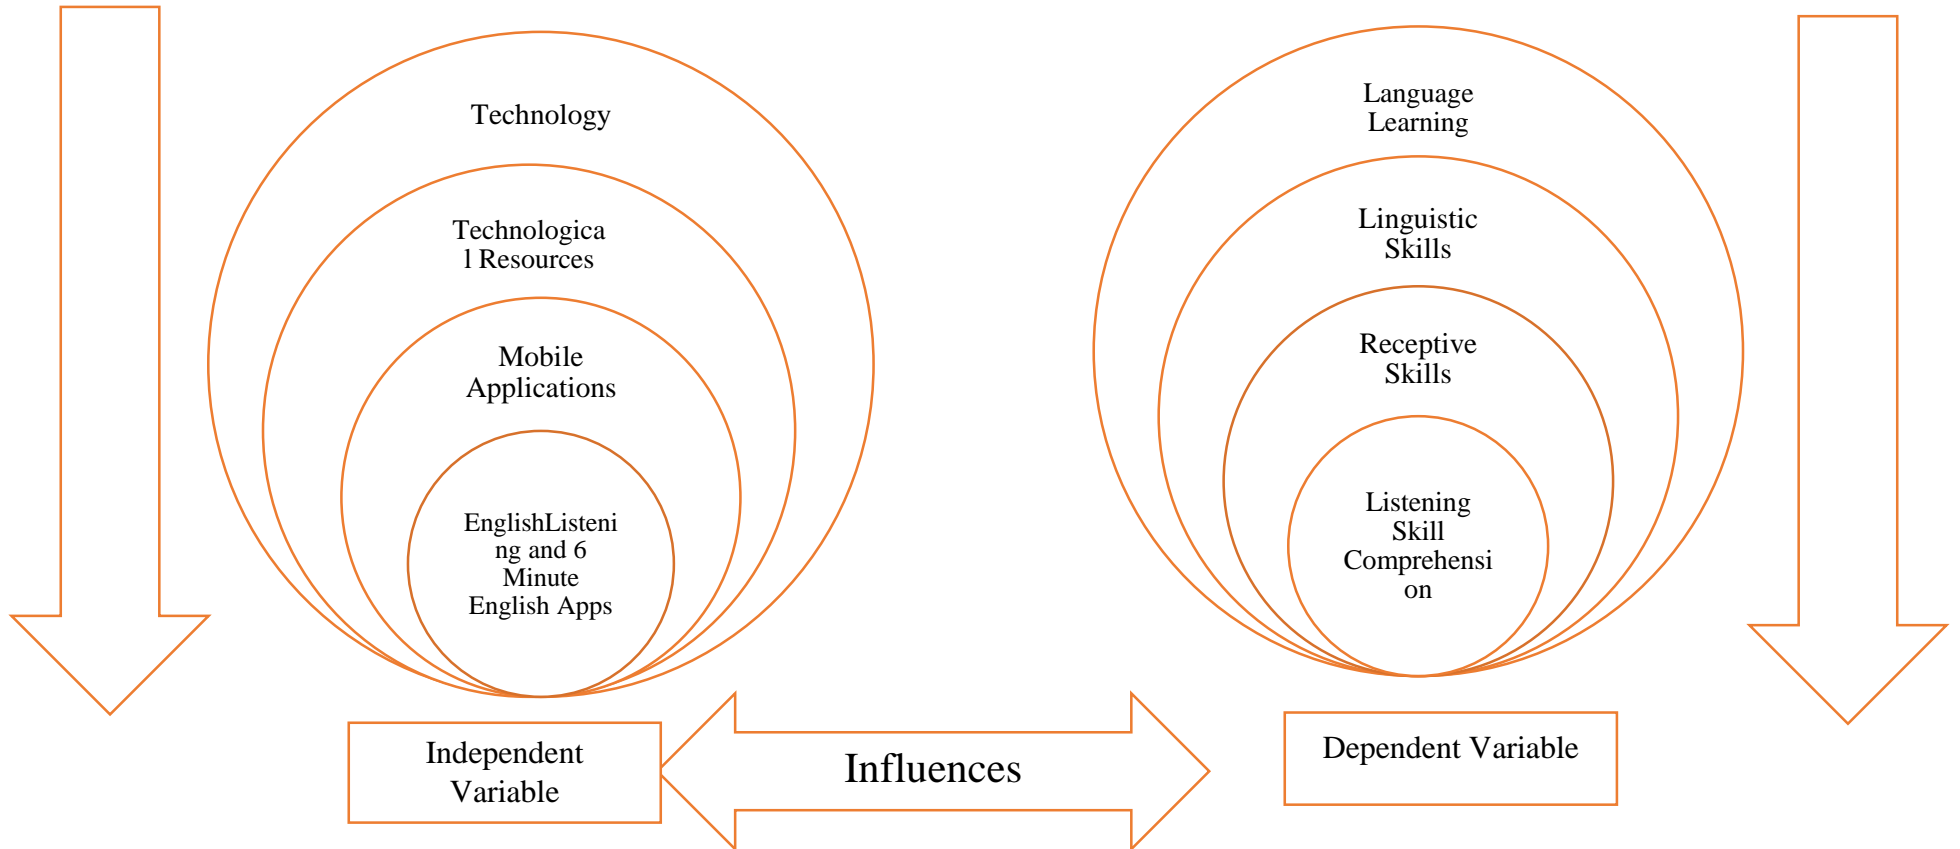 Technology
Technologica
l Resources
Mobile
Applications
EnglishListeni
ng and 6
Minute
English Apps
Language
Learning
Linguistic
Skills
Receptive
Skills
Listening
Skill
Comprehensi
on
Independent
Variable
Influences
Dependent Variable